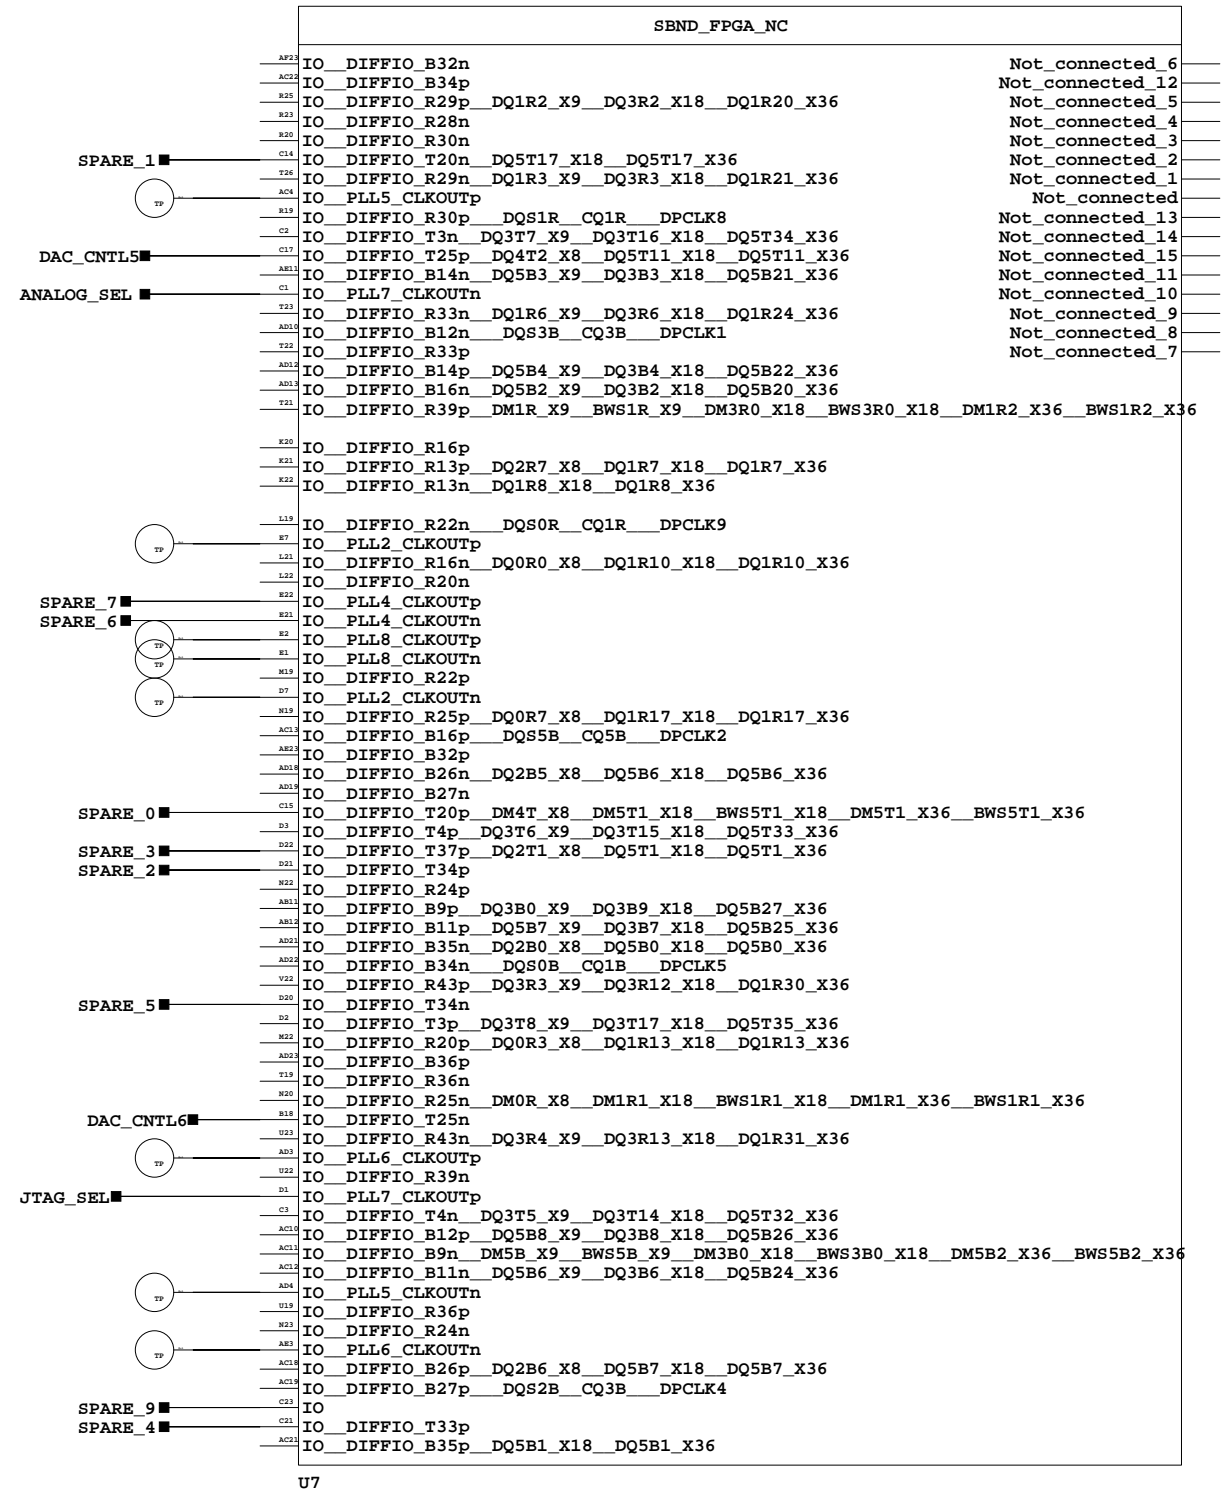 SBND_FPGA_NC
AF23 IO__DIFFIO_B32n Not_connected_6
AC22 IO__DIFFIO_B34p Not_connected_12
R25 IO__DIFFIO_R29p__DQ1R2_X9__DQ3R2_X18__DQ1R20_X36 Not_connected_5
R23 IO__DIFFIO_R28n Not_connected_4
R20 IO__DIFFIO_R30n Not_connected_3
SPARE_1 C14 IO__DIFFIO_T20n__DQ5T17_X18__DQ5T17_X36 Not_connected_2
T26 IO__DIFFIO_R29n__DQ1R3_X9__DQ3R3_X18__DQ1R21_X36 Not_connected_1
TP AC4 IO__PLL5_CLKOUTp Not_connected
R19 IO__DIFFIO_R30p___DQS1R__CQ1R___DPCLK8 Not_connected_13
C2 IO__DIFFIO_T3n__DQ3T7_X9__DQ3T16_X18__DQ5T34_X36 Not_connected_14
DAC_CNTL5 C17 IO__DIFFIO_T25p__DQ4T2_X8__DQ5T11_X18__DQ5T11_X36 Not_connected_15
AE11 IO__DIFFIO_B14n__DQ5B3_X9__DQ3B3_X18__DQ5B21_X36 Not_connected_11
ANALOG_SEL C1 IO__PLL7_CLKOUTn Not_connected_10
T23 IO__DIFFIO_R33n__DQ1R6_X9__DQ3R6_X18__DQ1R24_X36 Not_connected_9
AD10 IO__DIFFIO_B12n___DQS3B__CQ3B___DPCLK1 Not_connected_8
T22 IO__DIFFIO_R33p Not_connected_7
AD12 IO__DIFFIO_B14p__DQ5B4_X9__DQ3B4_X18__DQ5B22_X36
AD13 IO__DIFFIO_B16n__DQ5B2_X9__DQ3B2_X18__DQ5B20_X36
T21 IO__DIFFIO_R39p__DM1R_X9__BWS1R_X9__DM3R0_X18__BWS3R0_X18__DM1R2_X36__BWS1R2_X36
K20 IO__DIFFIO_R16p
K21 IO__DIFFIO_R13p__DQ2R7_X8__DQ1R7_X18__DQ1R7_X36
K22 IO__DIFFIO_R13n__DQ1R8_X18__DQ1R8_X36
L19 IO__DIFFIO_R22n___DQS0R__CQ1R___DPCLK9
TP E7 IO__PLL2_CLKOUTp
L21 IO__DIFFIO_R16n__DQ0R0_X8__DQ1R10_X18__DQ1R10_X36
L22 IO__DIFFIO_R20n
SPARE_7 E22 IO__PLL4_CLKOUTp
SPARE_6 E21 IO__PLL4_CLKOUTn
TP E2 IO__PLL8_CLKOUTp
TP E1 IO__PLL8_CLKOUTn
M19 IO__DIFFIO_R22p
TP D7 IO__PLL2_CLKOUTn
N19 IO__DIFFIO_R25p__DQ0R7_X8__DQ1R17_X18__DQ1R17_X36
AC13 IO__DIFFIO_B16p___DQS5B__CQ5B___DPCLK2
AE23 IO__DIFFIO_B32p
AD18 IO__DIFFIO_B26n__DQ2B5_X8__DQ5B6_X18__DQ5B6_X36
AD19 IO__DIFFIO_B27n
SPARE_0 C15 IO__DIFFIO_T20p__DM4T_X8__DM5T1_X18__BWS5T1_X18__DM5T1_X36__BWS5T1_X36
D3 IO__DIFFIO_T4p__DQ3T6_X9__DQ3T15_X18__DQ5T33_X36
SPARE_3 D22 IO__DIFFIO_T37p__DQ2T1_X8__DQ5T1_X18__DQ5T1_X36
SPARE_2 D21 IO__DIFFIO_T34p
N22 IO__DIFFIO_R24p
AB11 IO__DIFFIO_B9p__DQ3B0_X9__DQ3B9_X18__DQ5B27_X36
AB12 IO__DIFFIO_B11p__DQ5B7_X9__DQ3B7_X18__DQ5B25_X36
AD21 IO__DIFFIO_B35n__DQ2B0_X8__DQ5B0_X18__DQ5B0_X36
AD22 IO__DIFFIO_B34n___DQS0B__CQ1B___DPCLK5
V22 IO__DIFFIO_R43p__DQ3R3_X9__DQ3R12_X18__DQ1R30_X36
SPARE_5 D20 IO__DIFFIO_T34n
D2 IO__DIFFIO_T3p__DQ3T8_X9__DQ3T17_X18__DQ5T35_X36
M22 IO__DIFFIO_R20p__DQ0R3_X8__DQ1R13_X18__DQ1R13_X36
AD23 IO__DIFFIO_B36p
T19 IO__DIFFIO_R36n
N20 IO__DIFFIO_R25n__DM0R_X8__DM1R1_X18__BWS1R1_X18__DM1R1_X36__BWS1R1_X36
DAC_CNTL6 B18 IO__DIFFIO_T25n
U23 IO__DIFFIO_R43n__DQ3R4_X9__DQ3R13_X18__DQ1R31_X36
TP AD3 IO__PLL6_CLKOUTp
U22 IO__DIFFIO_R39n
JTAG_SEL D1 IO__PLL7_CLKOUTp
C3 IO__DIFFIO_T4n__DQ3T5_X9__DQ3T14_X18__DQ5T32_X36
AC10 IO__DIFFIO_B12p__DQ5B8_X9__DQ3B8_X18__DQ5B26_X36
AC11 IO__DIFFIO_B9n__DM5B_X9__BWS5B_X9__DM3B0_X18__BWS3B0_X18__DM5B2_X36__BWS5B2_X36
AC12 IO__DIFFIO_B11n__DQ5B6_X9__DQ3B6_X18__DQ5B24_X36
TP AD4 IO__PLL5_CLKOUTn
U19 IO__DIFFIO_R36p
N23 IO__DIFFIO_R24n
TP AE3 IO__PLL6_CLKOUTn
AC18 IO__DIFFIO_B26p__DQ2B6_X8__DQ5B7_X18__DQ5B7_X36
AC19 IO__DIFFIO_B27p___DQS2B__CQ3B___DPCLK4
SPARE_9 C23 IO
SPARE_4 C21 IO__DIFFIO_T33p
AC21 IO__DIFFIO_B35p__DQ5B1_X18__DQ5B1_X36
U7